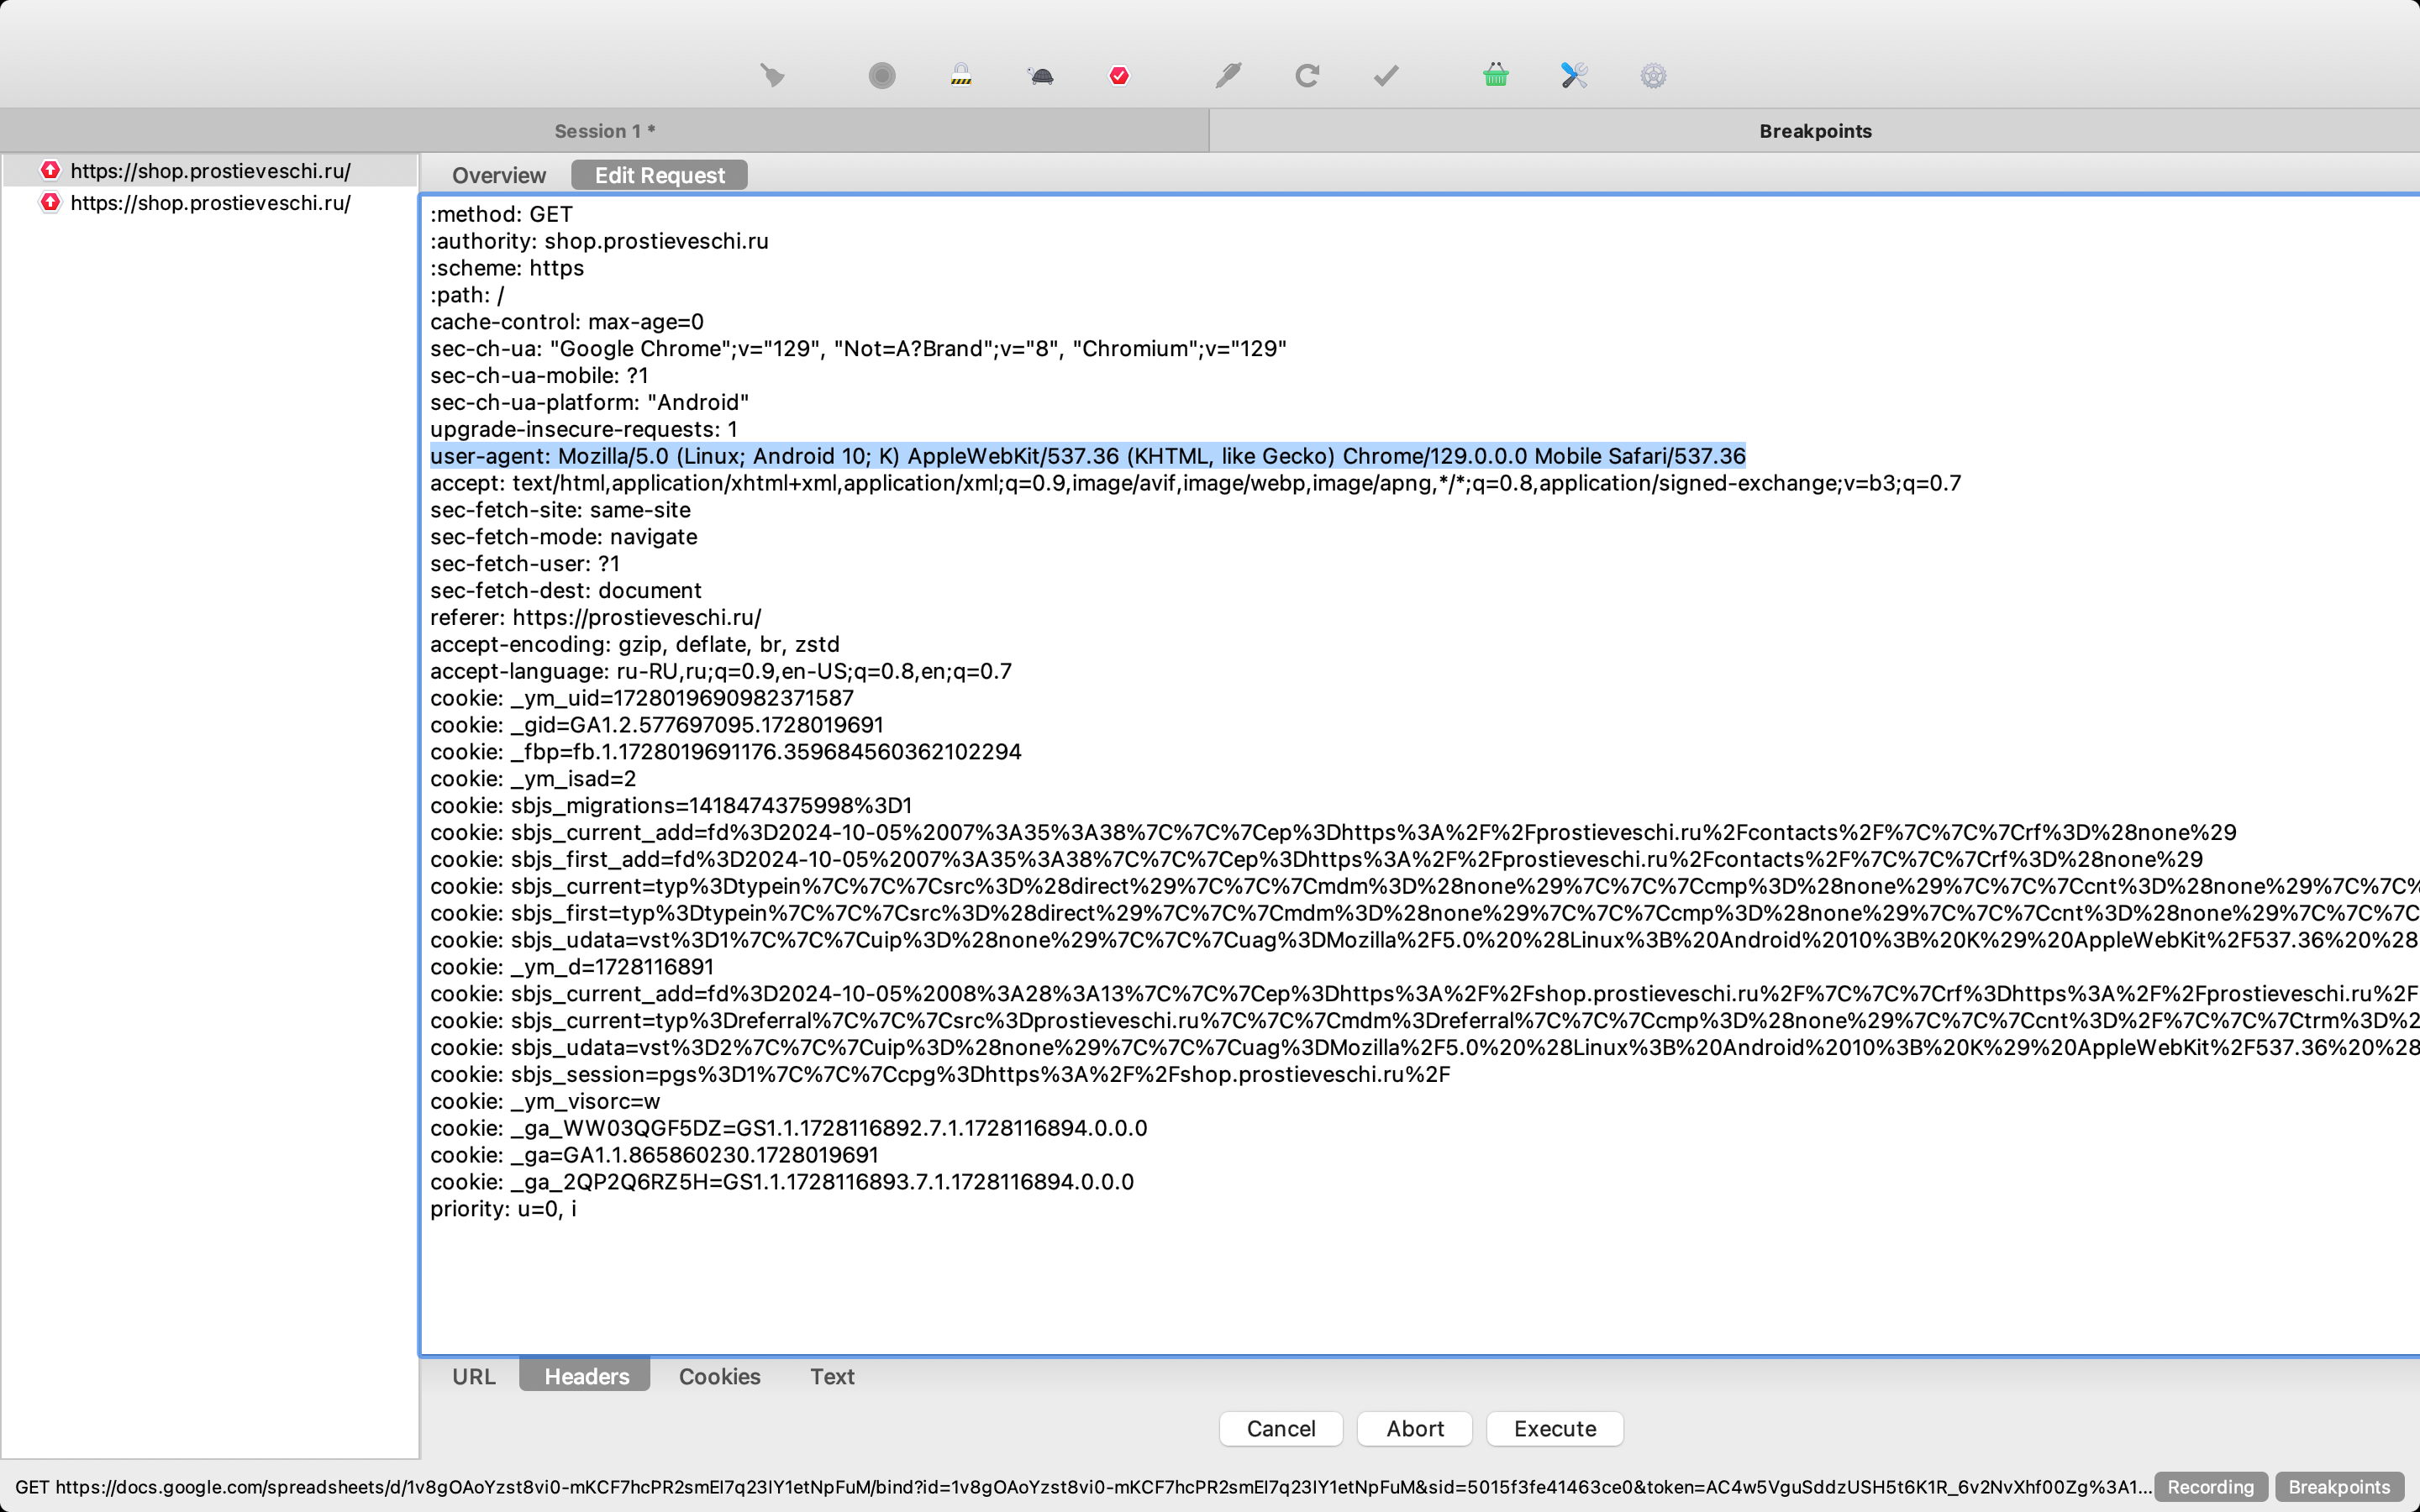 Session 1 *
Breakpoints
https://shop.prostieveschi.ru/
https://shop.prostieveschi.ru/
Overview
Edit Request
:method: GET
:authority: shop.prostieveschi.ru
:scheme: https
:path: /
cache-control: max-age=0
sec-ch-ua: "Google Chrome";v="129", "Not=A?Brand";v="8", "Chromium";v="129"
sec-ch-ua-mobile: ?1
sec-ch-ua-platform: "Android"
upgrade-insecure-requests: 1
user-agent: Mozilla/5.0 (Linux; Android 10; K) AppleWebKit/537.36 (KHTML, like Gecko) Chrome/129.0.0.0 Mobile Safari/537.36
accept: text/html,application/xhtml+xml,application/xml;q=0.9,image/avif,image/webp,image/apng,*/*;q=0.8,application/signed-exchange;v=b3;q=0.7
sec-fetch-site: same-site
sec-fetch-mode: navigate
sec-fetch-user: ?1
sec-fetch-dest: document
referer: https://prostieveschi.ru/
accept-encoding: gzip, deflate, br, zstd
accept-language: ru-RU,ru;q=0.9,en-US;q=0.8,en;q=0.7
cookie: _ym_uid=1728019690982371587
cookie: _gid=GA1.2.577697095.1728019691
cookie: _fbp=fb.1.1728019691176.359684560362102294
cookie: _ym_isad=2
cookie: sbjs_migrations=1418474375998%3D1
cookie: sbjs_current_add=fd%3D2024-10-05%2007%3A35%3A38%7C%7C%7Cep%3Dhttps%3A%2F%2Fprostieveschi.ru%2Fcontacts%2F%7C%7C%7Crf%3D%28none%29
cookie: sbjs_first_add=fd%3D2024-10-05%2007%3A35%3A38%7C%7C%7Cep%3Dhttps%3A%2F%2Fprostieveschi.ru%2Fcontacts%2F%7C%7C%7Crf%3D%28none%29
cookie: sbjs_current=typ%3Dtypein%7C%7C%7Csrc%3D%28direct%29%7C%7C%7Cmdm%3D%28none%29%7C%7C%7Ccmp%3D%28none%29%7C%7C%7Ccnt%3D%28none%29%7C%7C%
cookie: sbjs_first=typ%3Dtypein%7C%7C%7Csrc%3D%28direct%29%7C%7C%7Cmdm%3D%28none%29%7C%7C%7Ccmp%3D%28none%29%7C%7C%7Ccnt%3D%28none%29%7C%7C%7C
cookie: sbjs_udata=vst%3D1%7C%7C%7Cuip%3D%28none%29%7C%7C%7Cuag%3DMozilla%2F5.0%20%28Linux%3B%20Android%2010%3B%20K%29%20AppleWebKit%2F537.36%20%28
cookie: _ym_d=1728116891
cookie: sbjs_current_add=fd%3D2024-10-05%2008%3A28%3A13%7C%7C%7Cep%3Dhttps%3A%2F%2Fshop.prostieveschi.ru%2F%7C%7C%7Crf%3Dhttps%3A%2F%2Fprostieveschi.ru%2F
cookie: sbjs_current=typ%3Dreferral%7C%7C%7Csrc%3Dprostieveschi.ru%7C%7C%7Cmdm%3Dreferral%7C%7C%7Ccmp%3D%28none%29%7C%7C%7Ccnt%3D%2F%7C%7C%7Ctrm%3D%2
cookie: sbjs_udata=vst%3D2%7C%7C%7Cuip%3D%28none%29%7C%7C%7Cuag%3DMozilla%2F5.0%20%28Linux%3B%20Android%2010%3B%20K%29%20AppleWebKit%2F537.36%20%28
cookie: sbjs_session=pgs%3D1%7C%7C%7Ccpg%3Dhttps%3A%2F%2Fshop.prostieveschi.ru%2F
cookie: _ym_visorc=w
cookie: _ga_WW03QGF5DZ=GS1.1.1728116892.7.1.1728116894.0.0.0
cookie: _ga=GA1.1.865860230.1728019691
cookie: _ga_2QP2Q6RZ5H=GS1.1.1728116893.7.1.1728116894.0.0.0
priority: u=0, i
URL
Headers
Cookies
Text
Cancel
Abort
Execute
GET https://docs.google.com/spreadsheets/d/1v8gOAoYzst8vi0-mKCF7hcPR2smEI7q23IY1etNpFuM/bind?id=1v8gOAoYzst8vi0-mKCF7hcPR2smEI7q23IY1etNpFuM&sid=5015f3fe41463ce0&token=AC4w5VguSddzUSH5t6K1R_6v2NvXhf00Zg%3A1...
Recording
Breakpoints